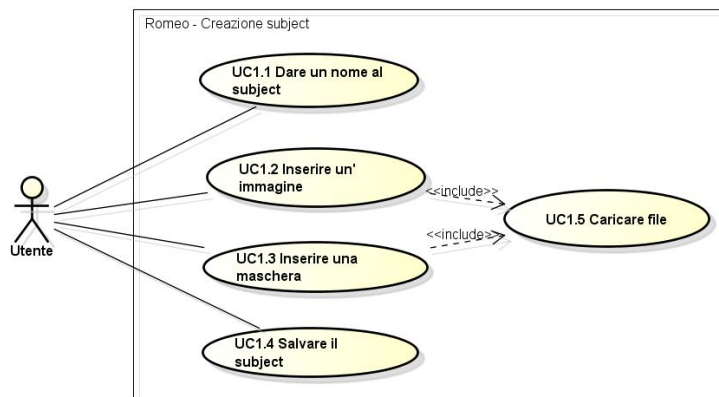 Romeo - Creazione subject
UC1.1 Dare un nome al
subject
UC1.2 Inserire un'
immagine
<<include>>
UC1.5 Caricare file
<<include>>
Utente
UC1.3 Inserire una
maschera
UC1.4 Salvare il
subject